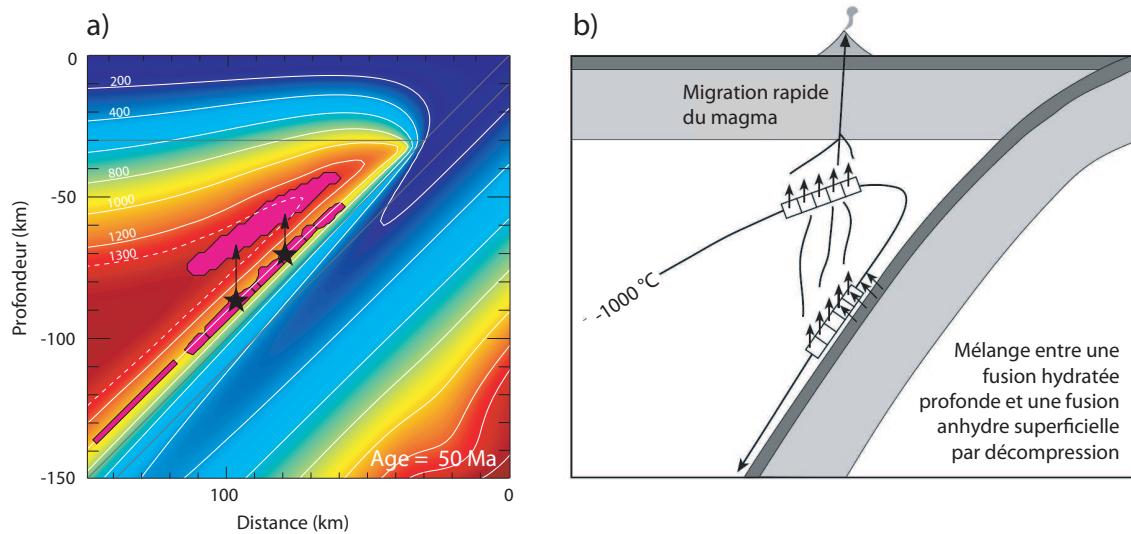 a)
0
200
400
800
1000
1200
1300
-50
-100
-150
Profondeur (km)
Age = 50 Ma
100
0
Distance (km)
b)
Migration rapide
du magma
-1000 °C
Mélange entre une
fusion hydratée
profonde et une fusion
anhydre superficielle
par décompression